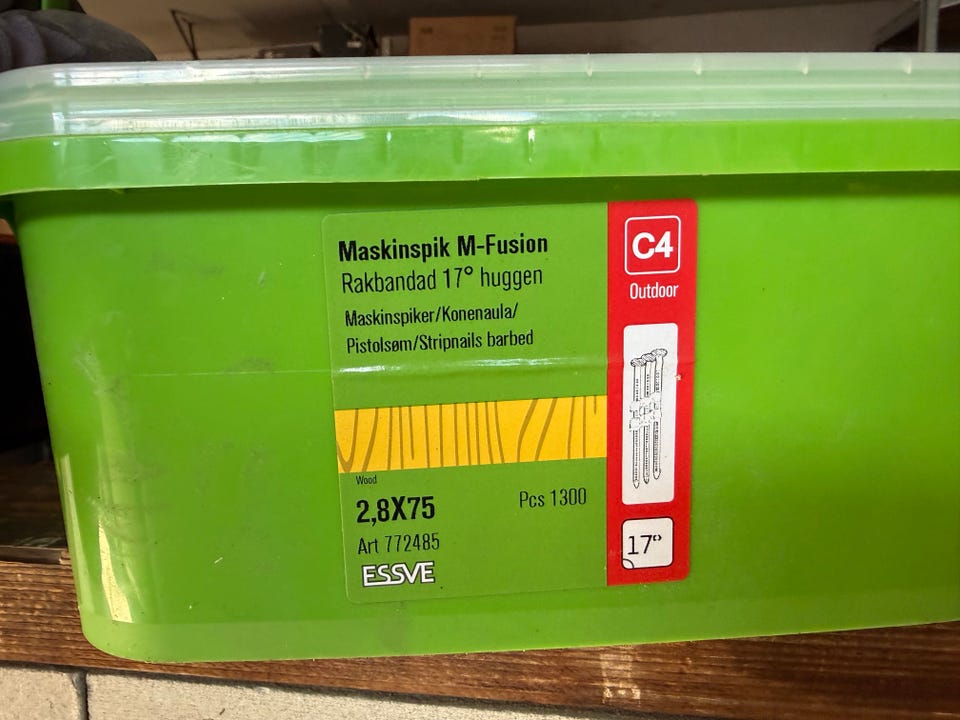 Maskinspik M-Fusion
Rakbandad 17° huggen
Maskinspiker/Konenaula/
Pistolsøm/Stripnails barbed
Wood
2,8X75
Pcs 1300
Art 772485
ESSVE
C4
Outdoor
17°